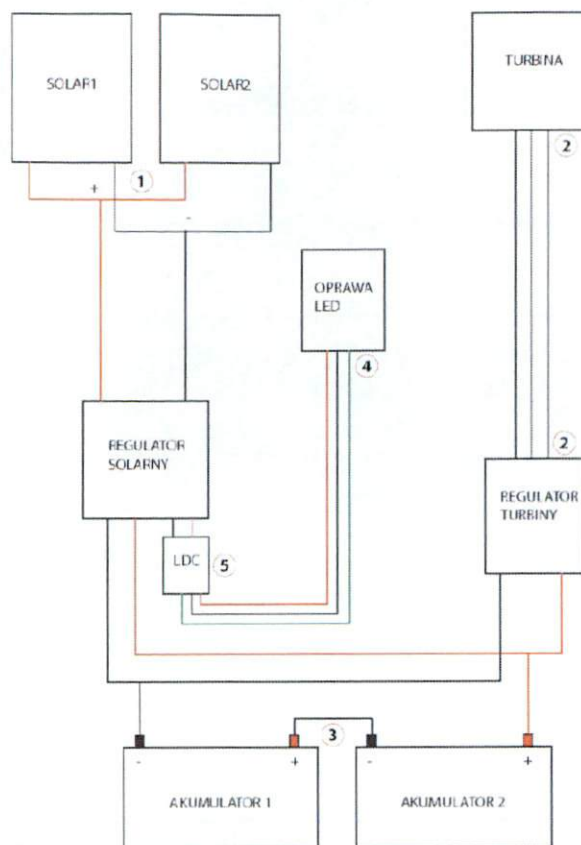 SOLAR1
SOLAR2
TURBINA
+
1
-
2
OPRAWA
LED
4
REGULATOR
SOLARNY
2
REGULATOR
TURBINY
LDC
5
3
-
+
-
+
AKUMULATOR 1
AKUMULATOR 2